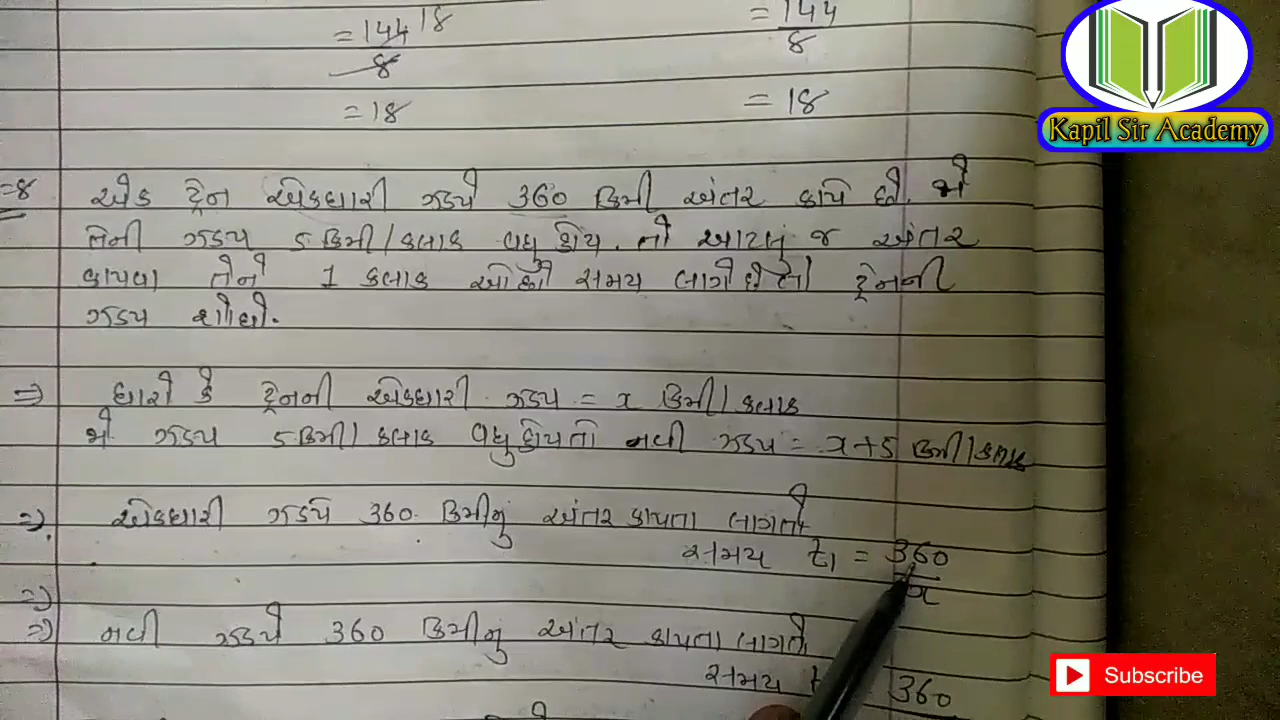 = 144 18
8
= 18
= 144
8
= 18
Kapil Sir Academy
=8 એક ટ્રેન એકધારી ઝડપે 360 કિમી અંતર કાપે છે. જો
તેની ઝડપ 5 કિમી/કલાક વધુ હોય. તો આટલું જ અંતર
કાપવા તેને 1 કલાક ઓછો સમય લાગે છે તો ટ્રેનની
ઝડપ શોધો.
⇒ ધારો કે ટ્રેનની એકધારી ઝડપ = x કિમી/કલાક
જો ઝડપ 5 કિમી/કલાક વધુ હોય તો નવી ઝડપ = x+5 કિમી/કલાક
⇒ એકધારી ઝડપે 360 કિમીનું અંતર કાપતા લાગતો
સમય t1 = 360
x
⇒
⇒ નવી ઝડપે 360 કિમીનું અંતર કાપતા લાગતો
સમય 360
Subscribe